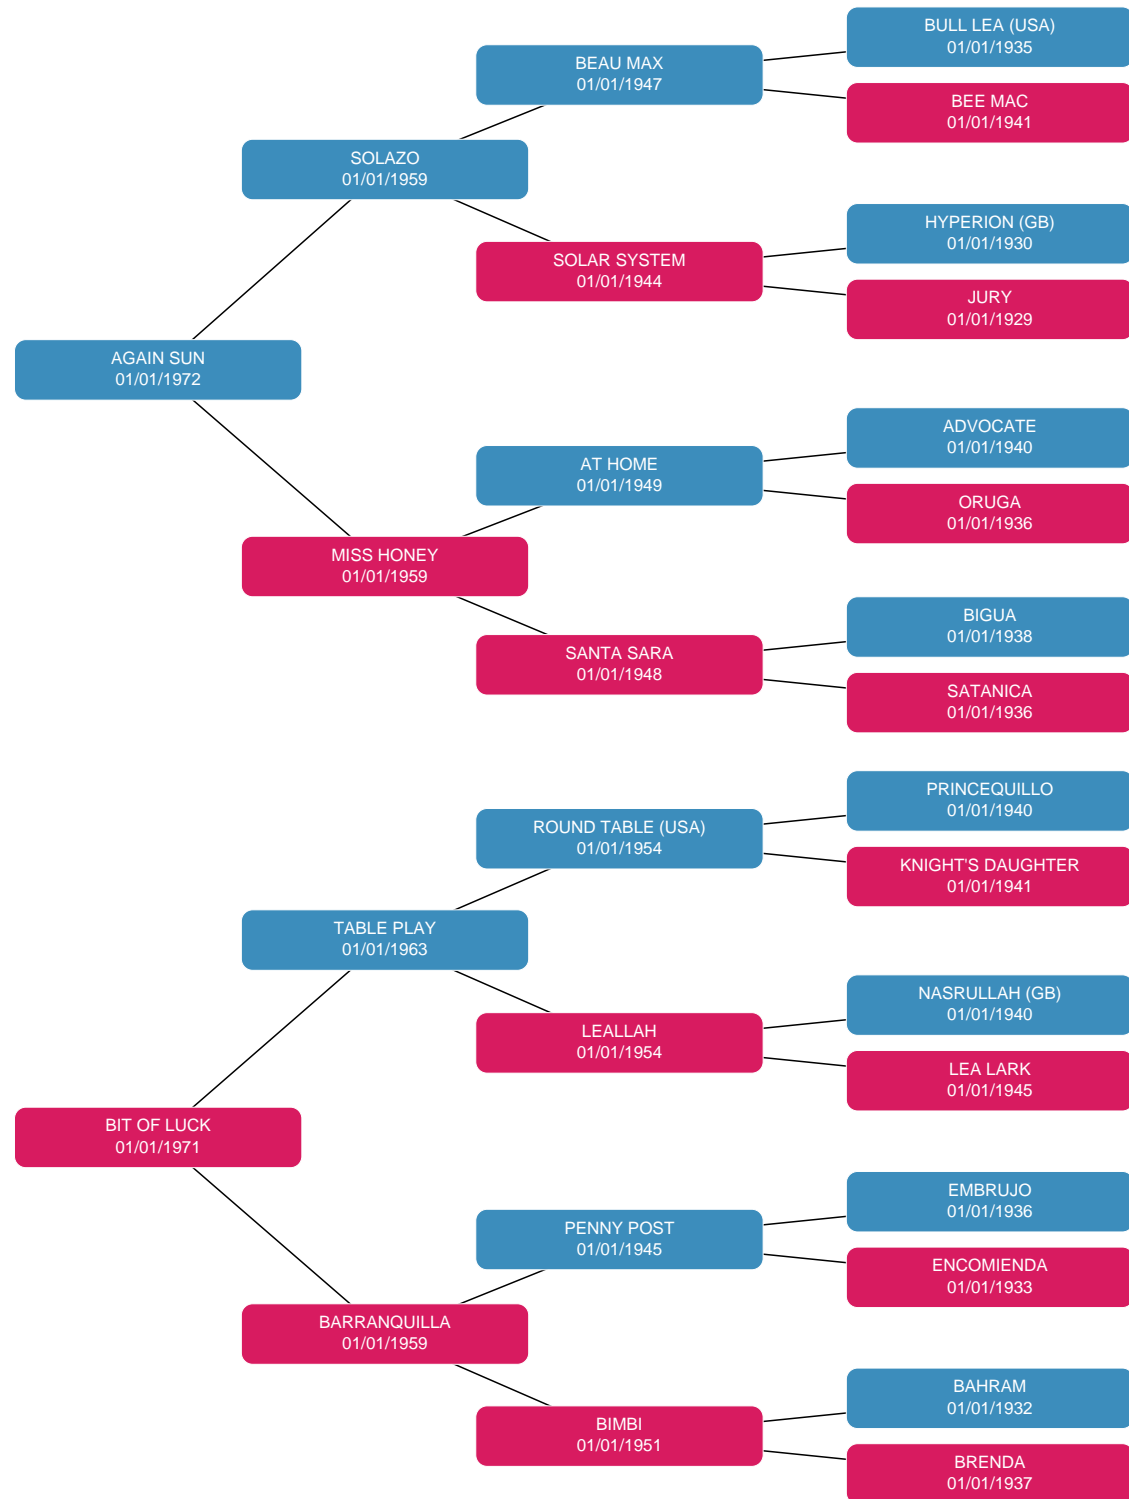 BULL LEA (USA)
01/01/1935
BEAU MAX
01/01/1947
BEE MAC
01/01/1941
SOLAZO
01/01/1959
HYPERION (GB)
01/01/1930
SOLAR SYSTEM
01/01/1944
JURY
01/01/1929
AGAIN SUN
01/01/1972
ADVOCATE
01/01/1940
AT HOME
01/01/1949
ORUGA
01/01/1936
MISS HONEY
01/01/1959
BIGUA
01/01/1938
SANTA SARA
01/01/1948
SATANICA
01/01/1936
PRINCEQUILLO
01/01/1940
ROUND TABLE (USA)
01/01/1954
KNIGHT'S DAUGHTER
01/01/1941
TABLE PLAY
01/01/1963
NASRULLAH (GB)
01/01/1940
LEALLAH
01/01/1954
LEA LARK
01/01/1945
BIT OF LUCK
01/01/1971
EMBRUJO
01/01/1936
PENNY POST
01/01/1945
ENCOMIENDA
01/01/1933
BARRANQUILLA
01/01/1959
BAHRAM
01/01/1932
BIMBI
01/01/1951
BRENDA
01/01/1937